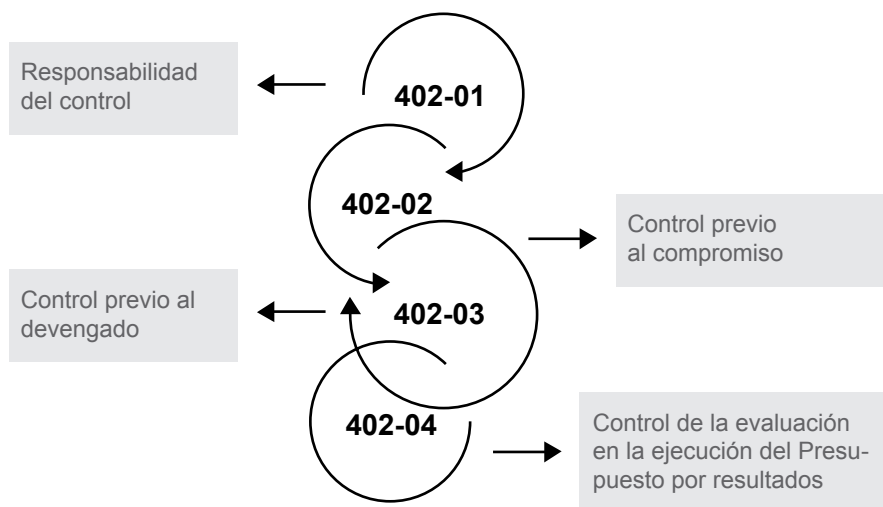 Responsabilidad
del control
402-01
402-02
Control previo
al compromiso
Control previo al
devengado
402-03
402-04
Control de la evaluación
en la ejecución del Presu-
puesto por resultados